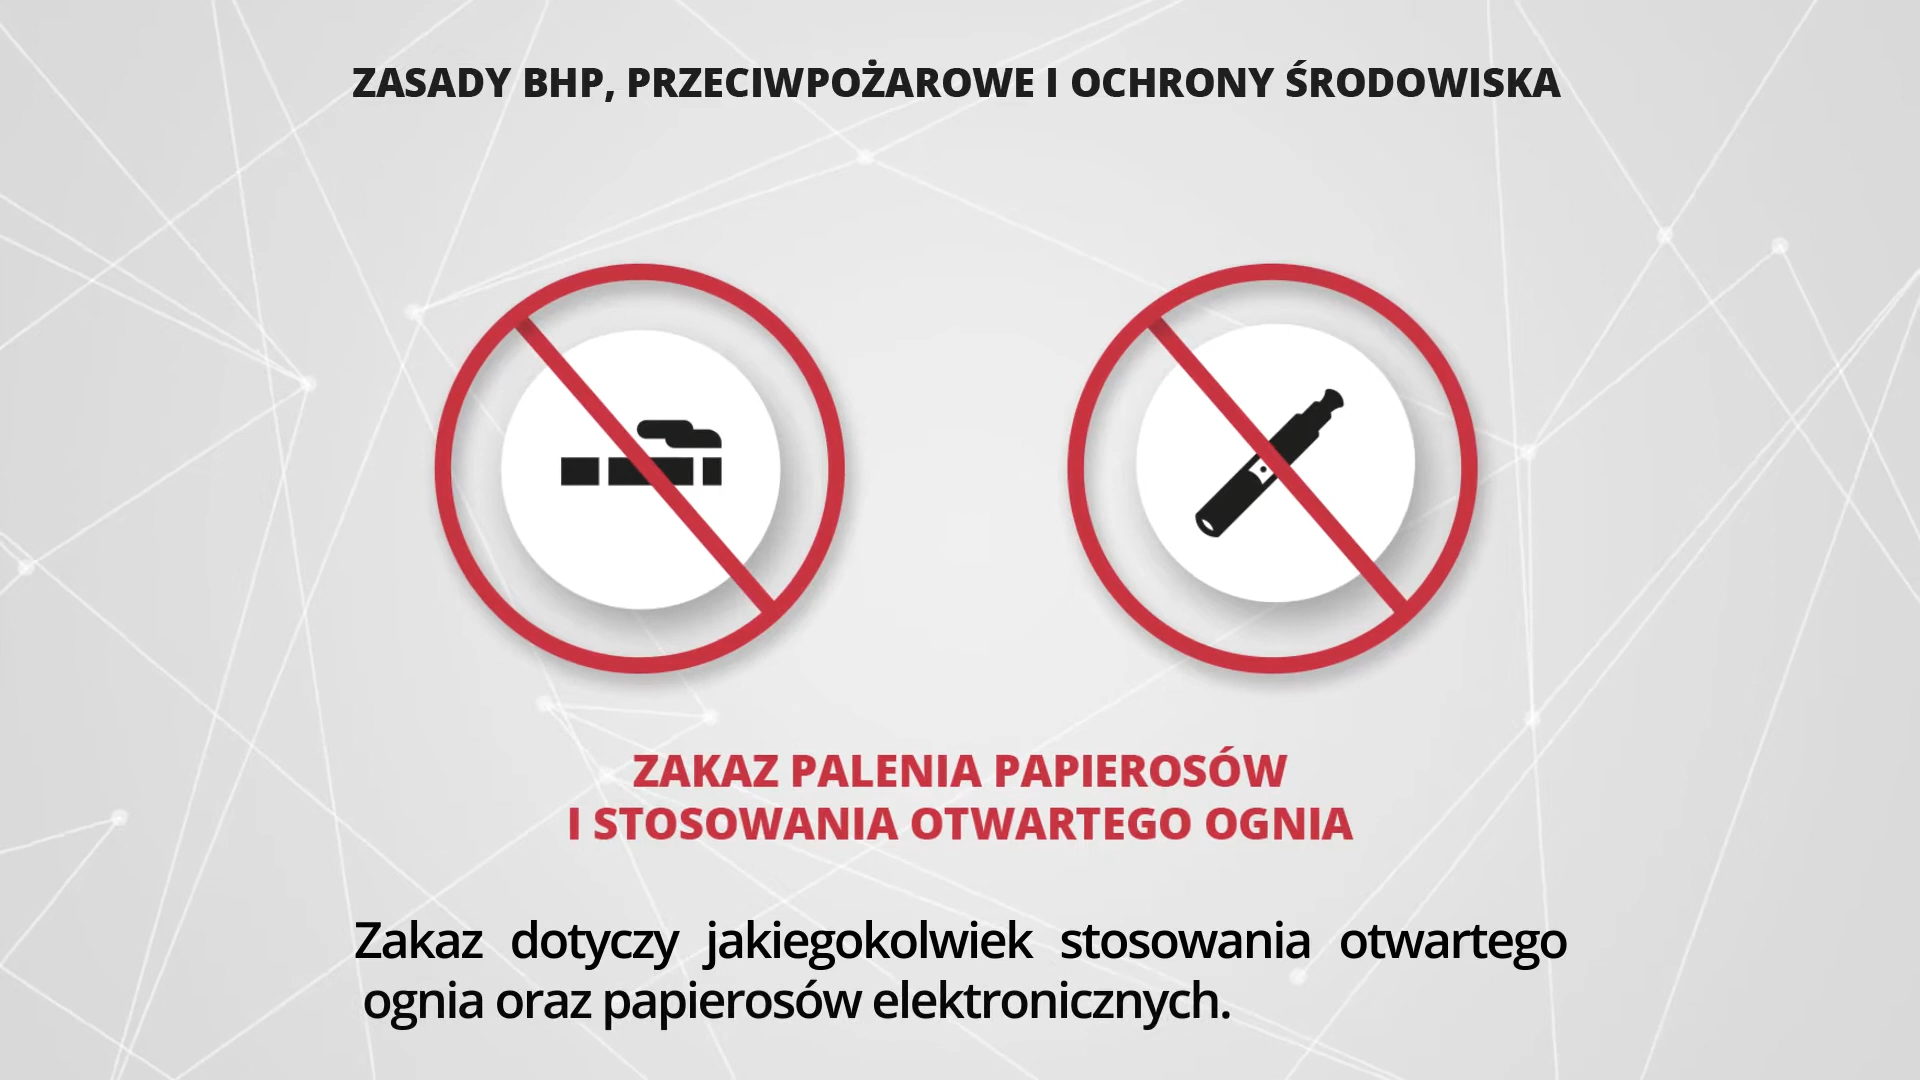 ZASADY BHP, PRZECIWPOŻAROWE I OCHRONY ŚRODOWISKA
ZAKAZ PALENIA PAPIEROSÓW
I STOSOWANIA OTWARTEGO OGNIA
Zakaz dotyczy jakiegokolwiek stosowania otwartego
ognia oraz papierosów elektronicznych.